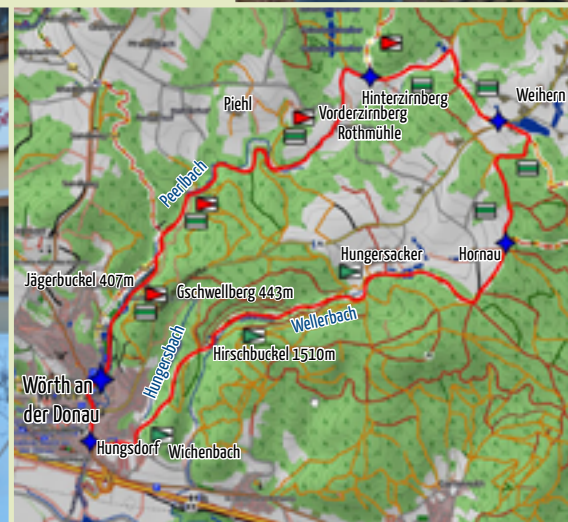 Weihern
Hinterzirnberg
Piehl
Vorderzirnberg
Rothmühle
Peerlbach
Hungersacker
Hornau
Jägerbuckel 407m
Gschwellberg 443m
Wellerbach
Hungersbach
Hirschbuckel 1510m
Wörth an
der Donau
Hungsdorf
Wichenbach